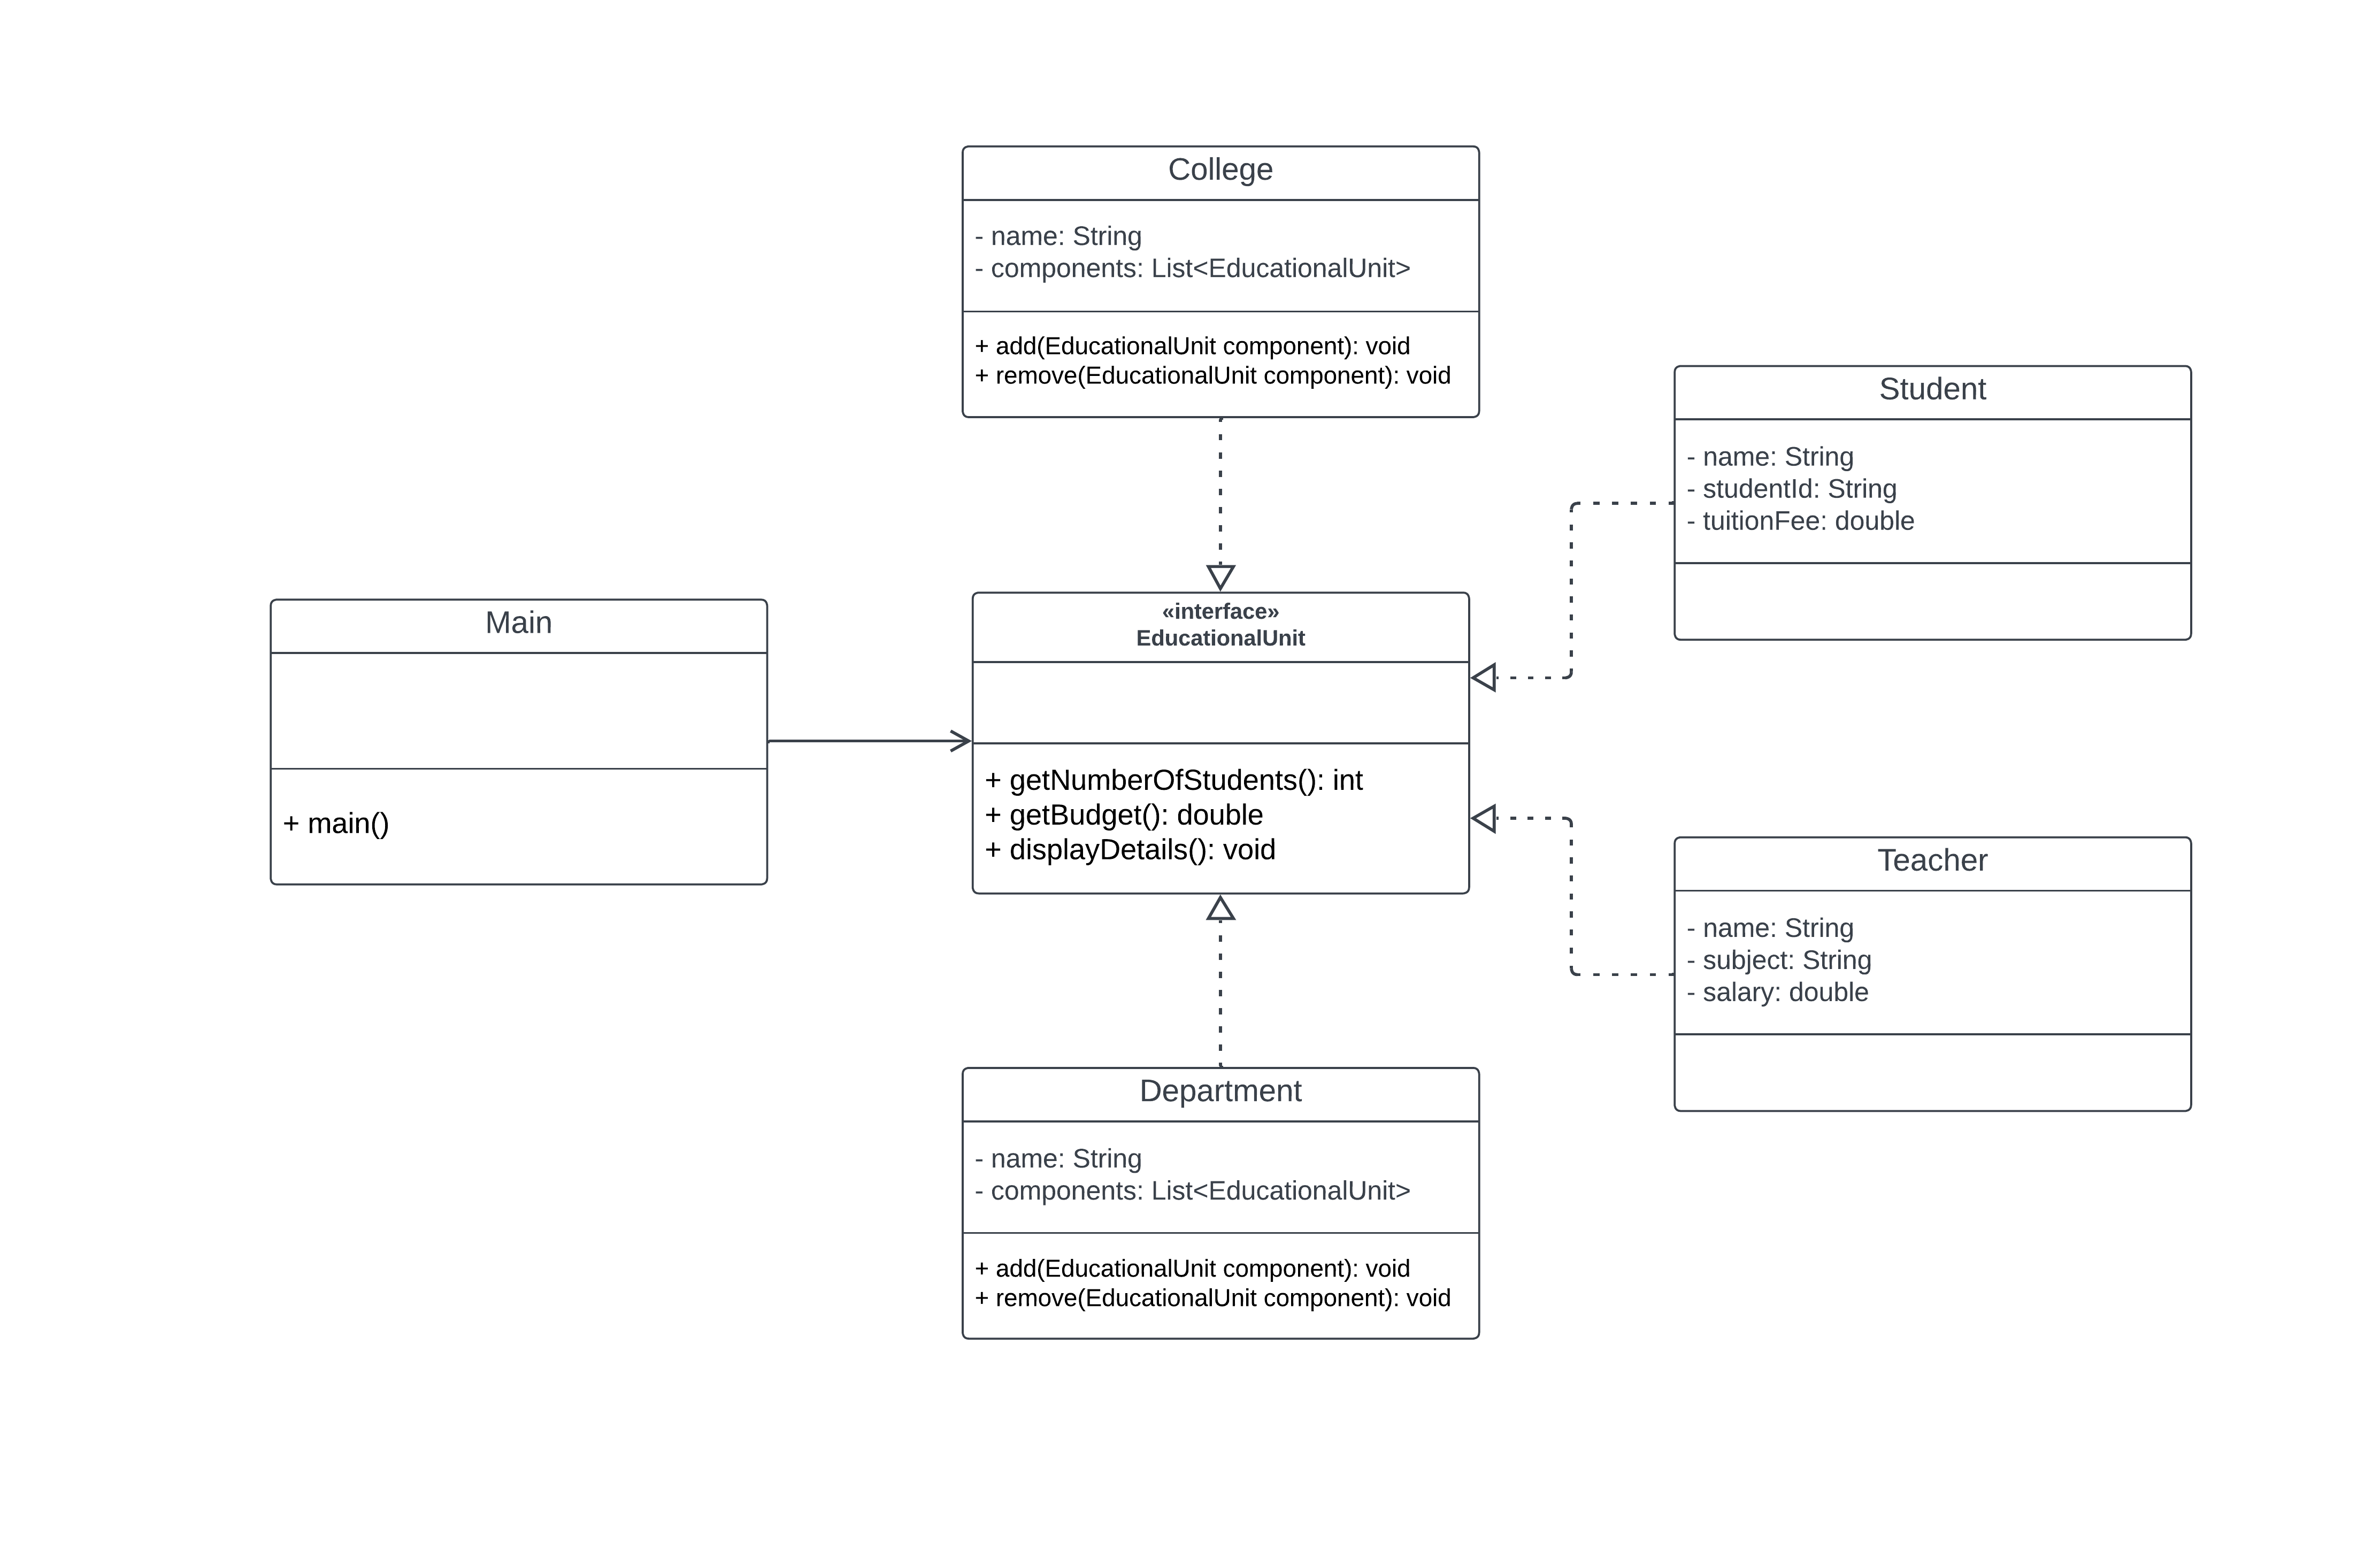 College
- name: String
- components: List<EducationalUnit>
+ add(EducationalUnit component): void
+ remove(EducationalUnit component): void
Student
- name: String
- studentId: String
- tuitionFee: double
Main
+ main()
«interface»
EducationalUnit
+ getNumberOfStudents(): int
+ getBudget(): double
+ displayDetails(): void
Teacher
- name: String
- subject: String
- salary: double
Department
- name: String
- components: List<EducationalUnit>
+ add(EducationalUnit component): void
+ remove(EducationalUnit component): void